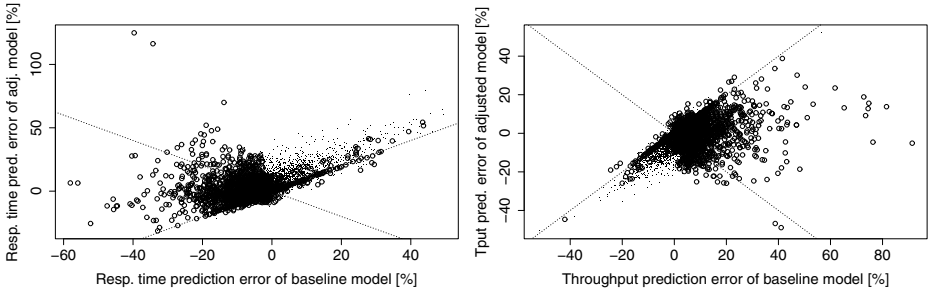 Resp. time pred. error of adj. model [%]
100
50
0
−60 −40 −20 0 20 40
Resp. time prediction error of baseline model [%]
Tput pred. error of adjusted model [%]
40
20
0
−20
−40
−40 −20 0 20 40 60 80
Throughput prediction error of baseline model [%]